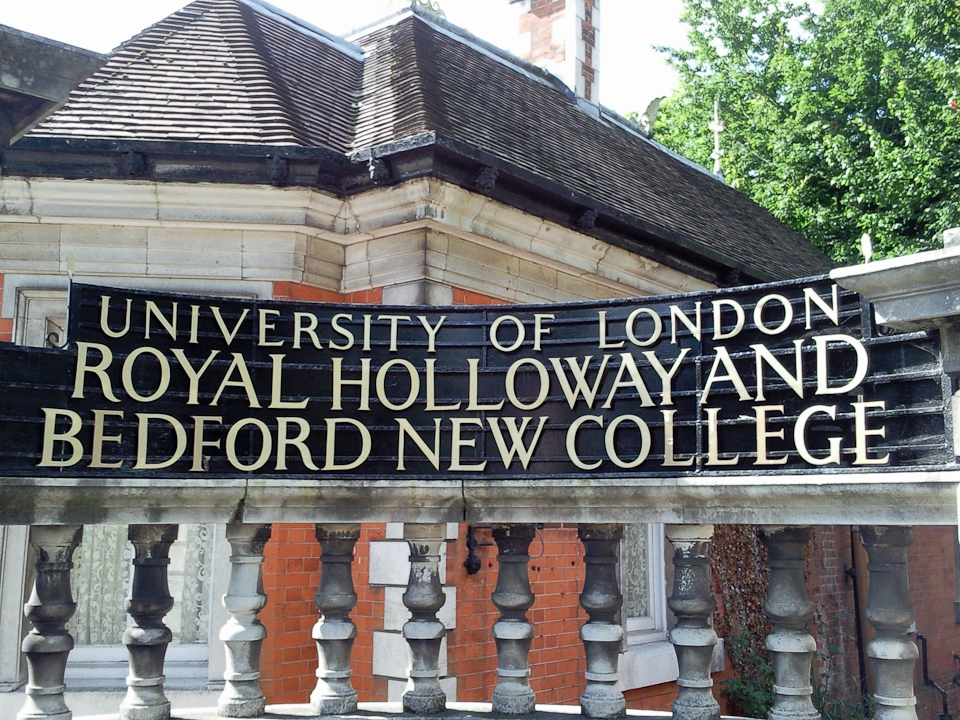 UNIVERSITY OF LONDON
ROYAL HOLLOWAY AND
BEDFORD NEW COLLEGE